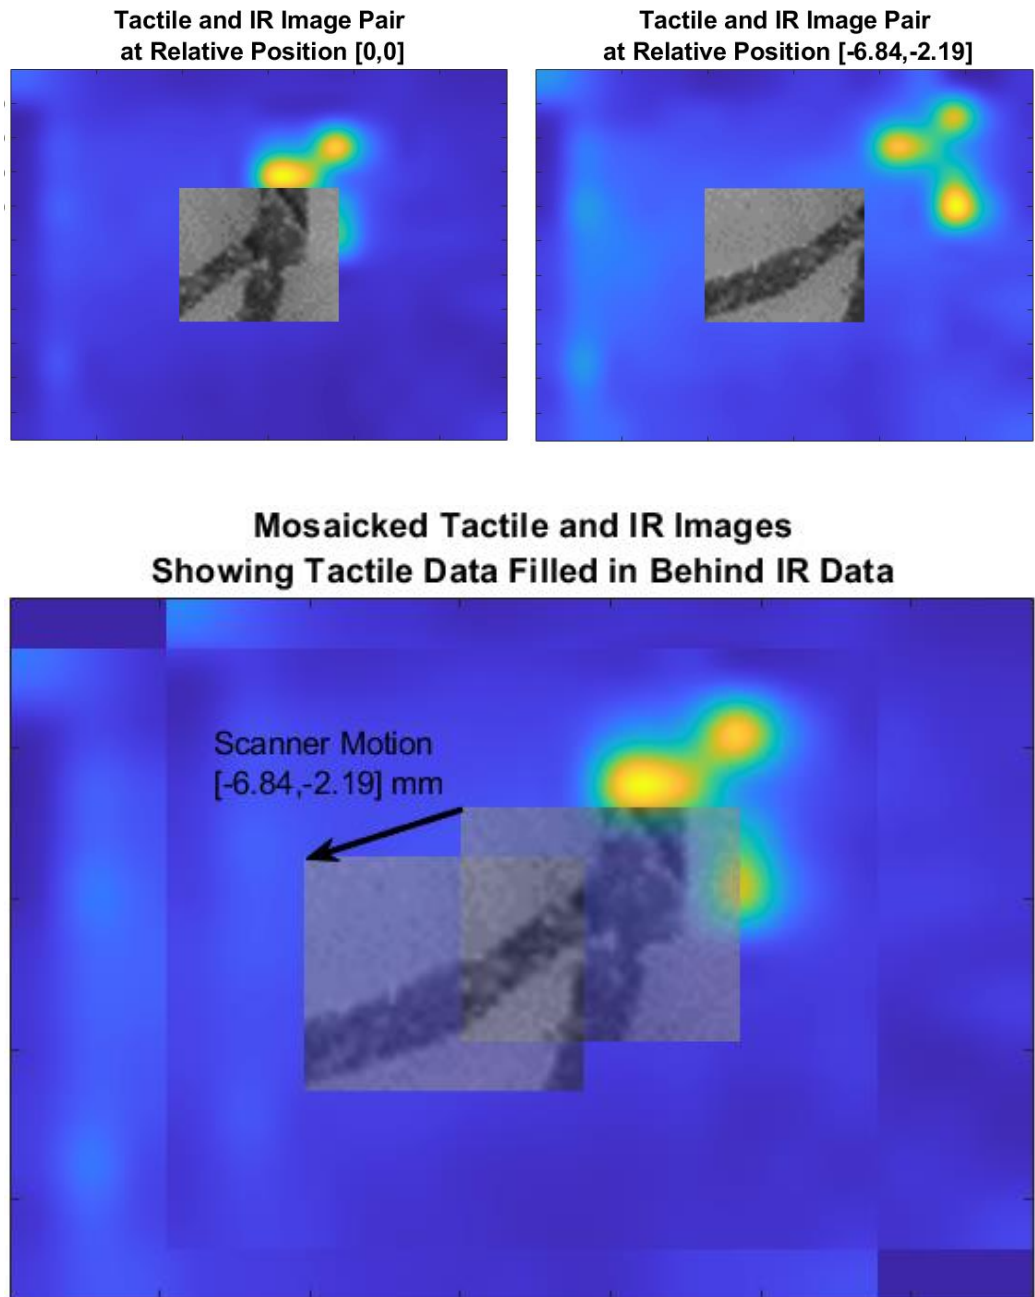 Tactile and IR Image Pair
at Relative Position [0,0]
Tactile and IR Image Pair
at Relative Position [-6.84,-2.19]
Mosaicked Tactile and IR Images
Showing Tactile Data Filled in Behind IR Data
Scanner Motion
[-6.84,-2.19] mm